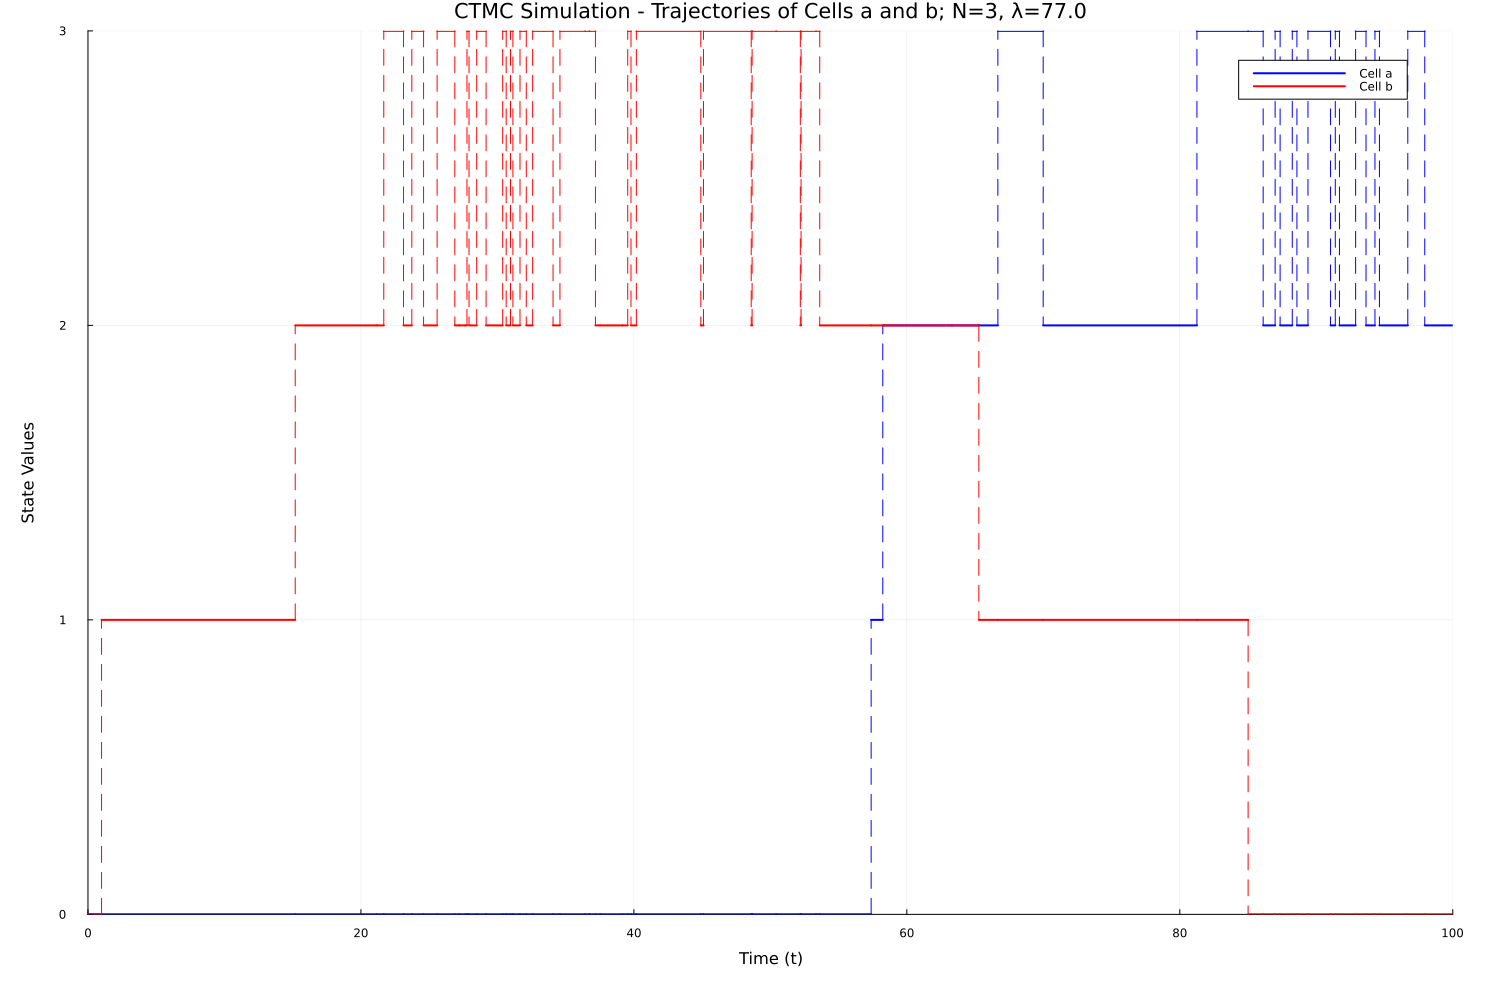 CTMC Simulation - Trajectories of Cells a and b; N=3, λ=77.0
3
Cell a
Cell b
2
State Values
1
0
0 20 40 60 80 100
Time (t)